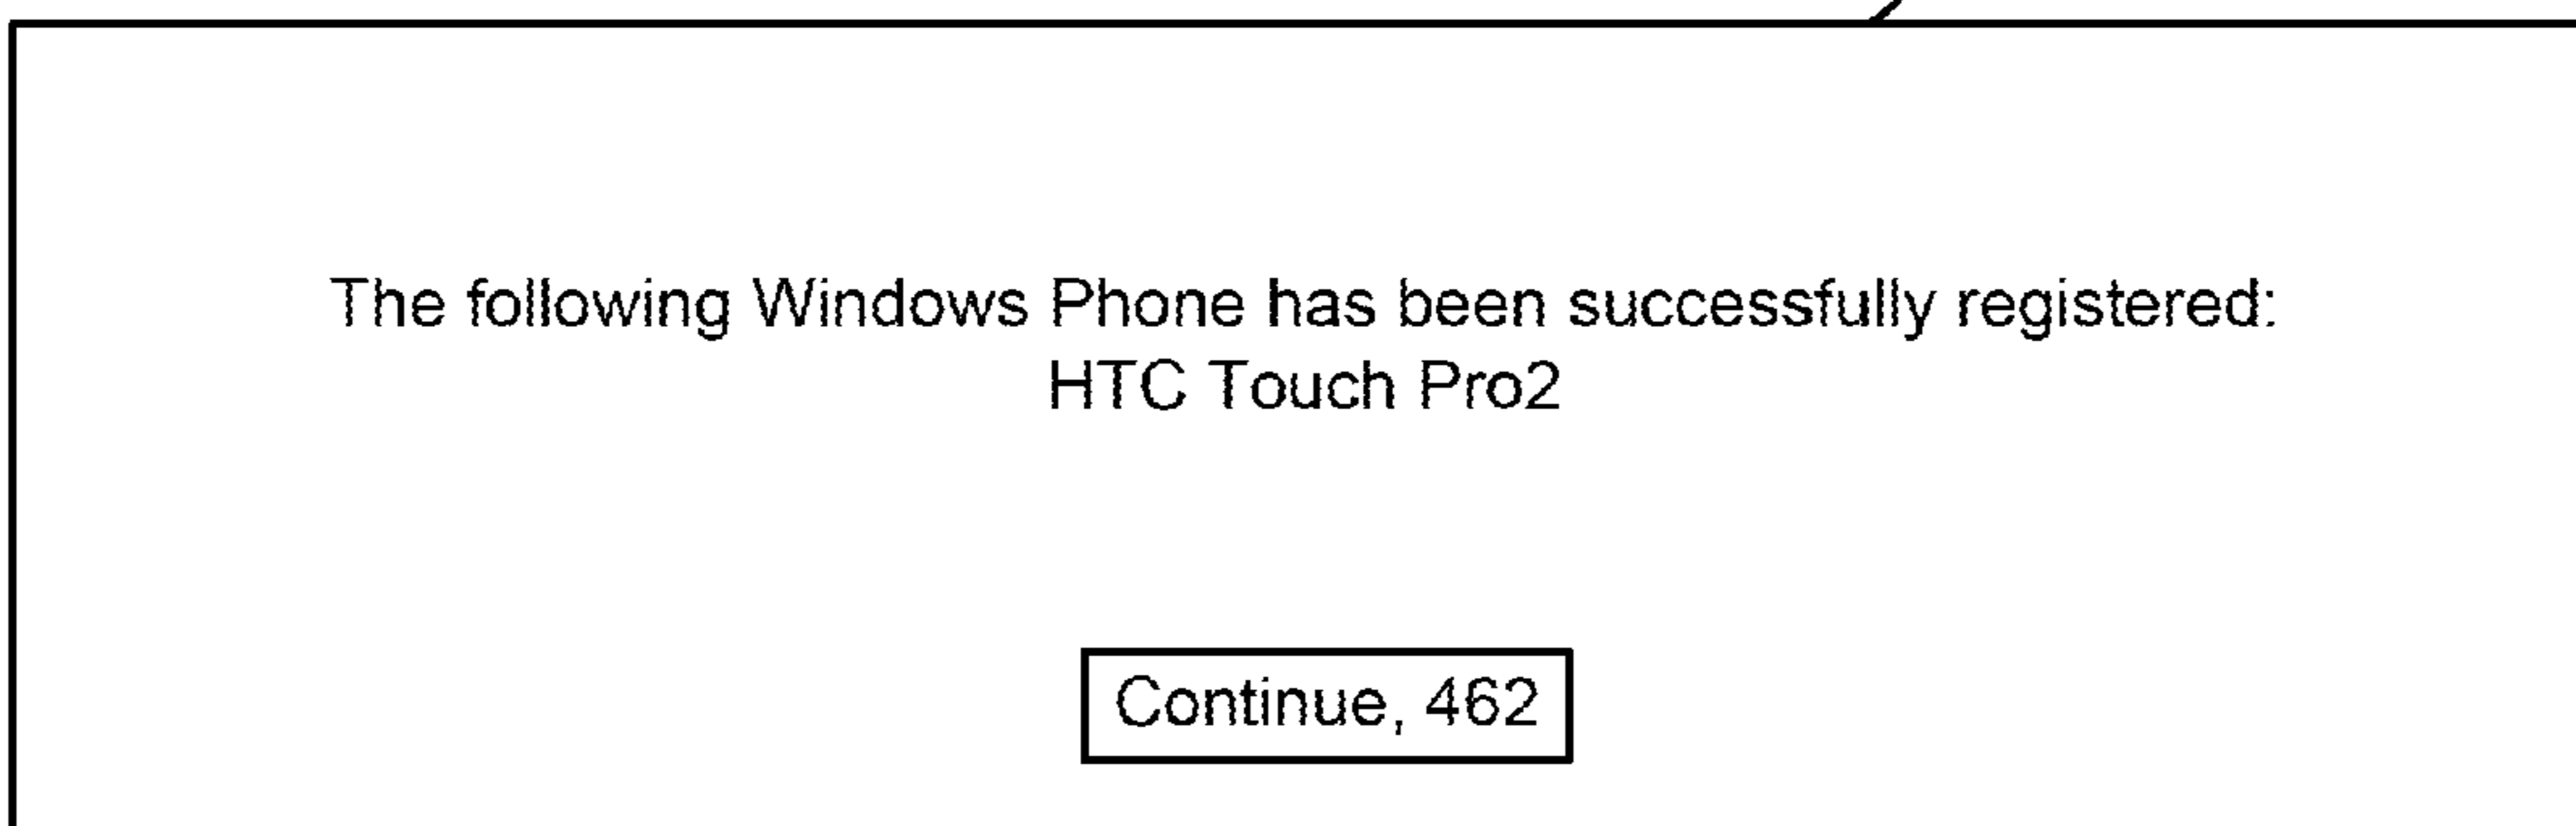 The following Windows Phone has been successfully registered:
HTC Touch Pro2
Continue, 462